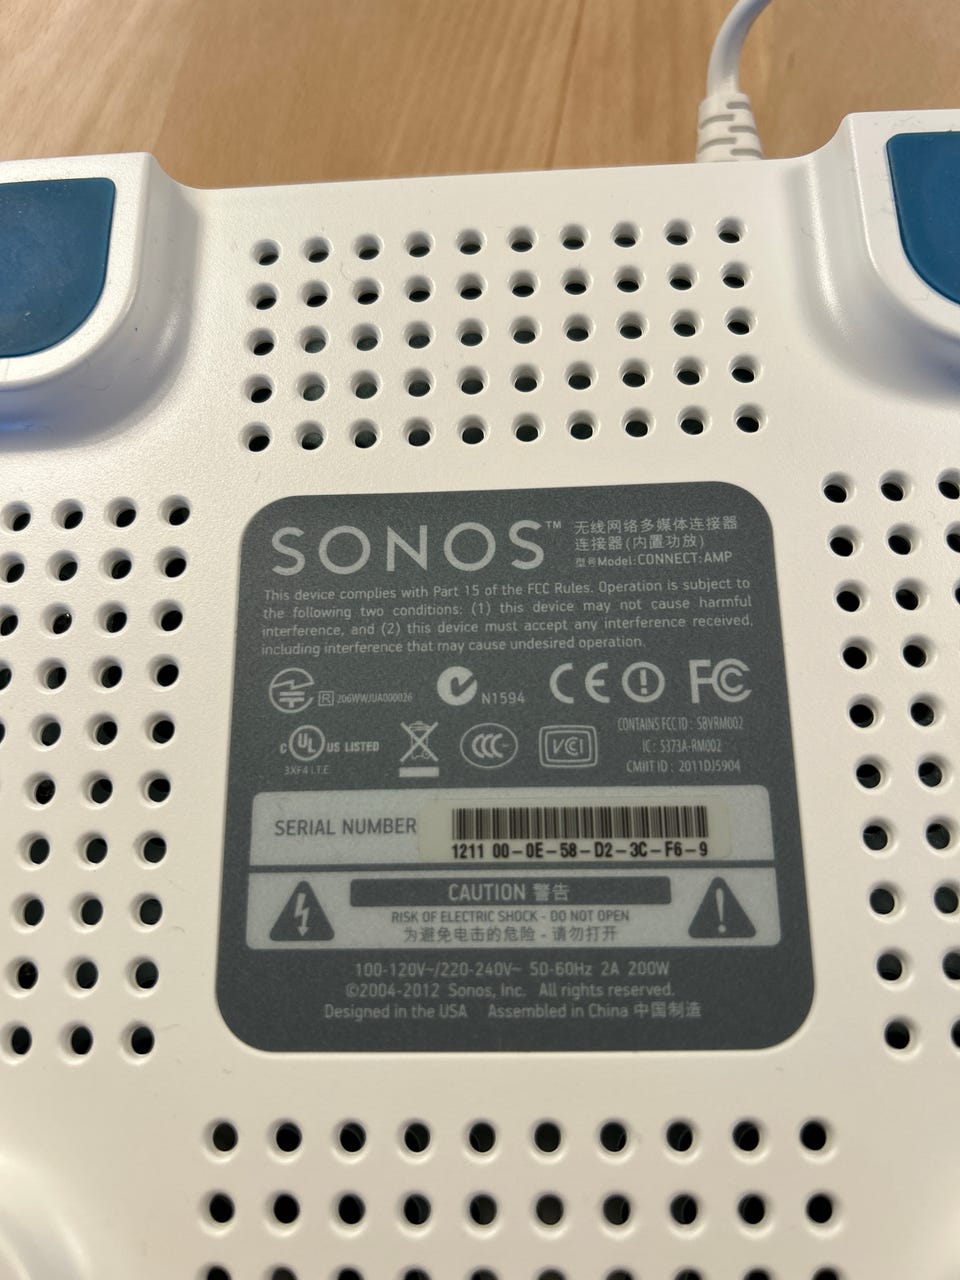 SONOS™
无线网络多媒体连接器
连接器(内置功放)
型号Model: CONNECT:AMP
This device complies with Part 15 of the FCC Rules. Operation is subject to
the following two conditions: (1) this device may not cause harmful
interference, and (2) this device must accept any interference received,
including interference that may cause undesired operation.
R 206WWJUA000026
N1594
CE
FC
c UL US LISTED
3XF4 I.T.E
CCC
VCI
CONTAINS FCC ID : SBVRM002
IC : 5373A-RM002
CMIIT ID : 2011DJ5904
SERIAL NUMBER
1211 00-0E-58-D2-3C-F6-9
CAUTION 警告
RISK OF ELECTRIC SHOCK - DO NOT OPEN
为避免电击的危险 - 请勿打开
100-120V~/220-240V~ 50-60Hz 2A 200W
©2004-2012 Sonos, Inc. All rights reserved.
Designed in the USA Assembled in China 中国制造